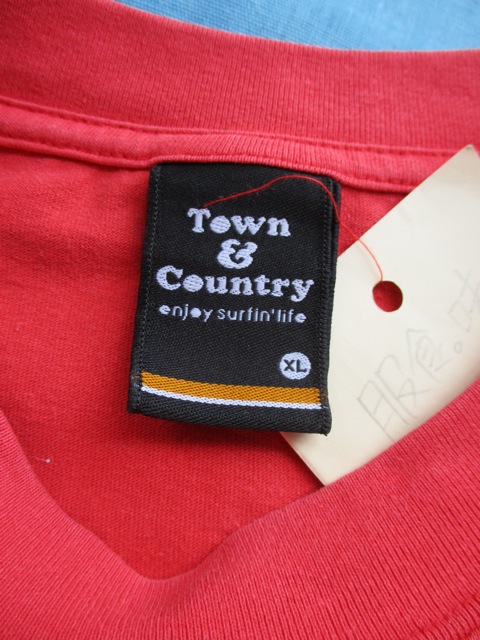 Town
&
Country
enjoy surfin' life
XL